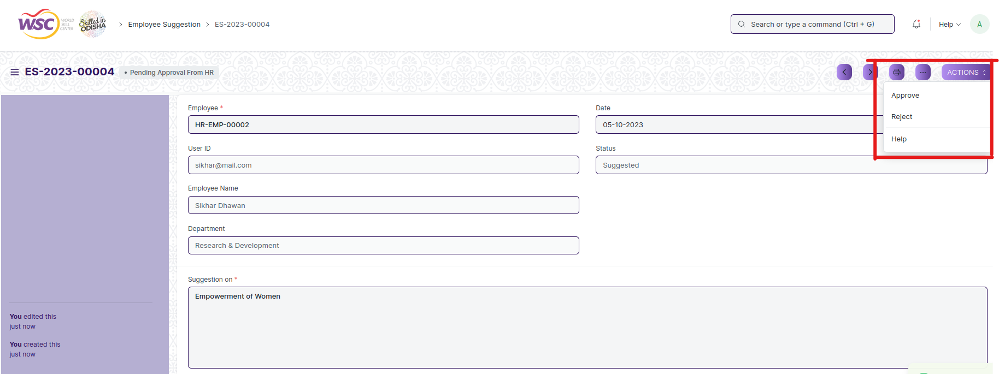 WSC WORLD SKILL CENTER
Skilled in ODISHA
Employee Suggestion
ES-2023-00004
Search or type a command (Ctrl + G)
Help
A
ES-2023-00004
Pending Approval From HR
ACTIONS
Approve
Reject
Help
Employee *
HR-EMP-00002
Date
05-10-2023
User ID
sikhar@mail.com
Status
Suggested
Employee Name
Sikhar Dhawan
Department
Research & Development
Suggestion on *
Empowerment of Women
You edited this
just now
You created this
just now